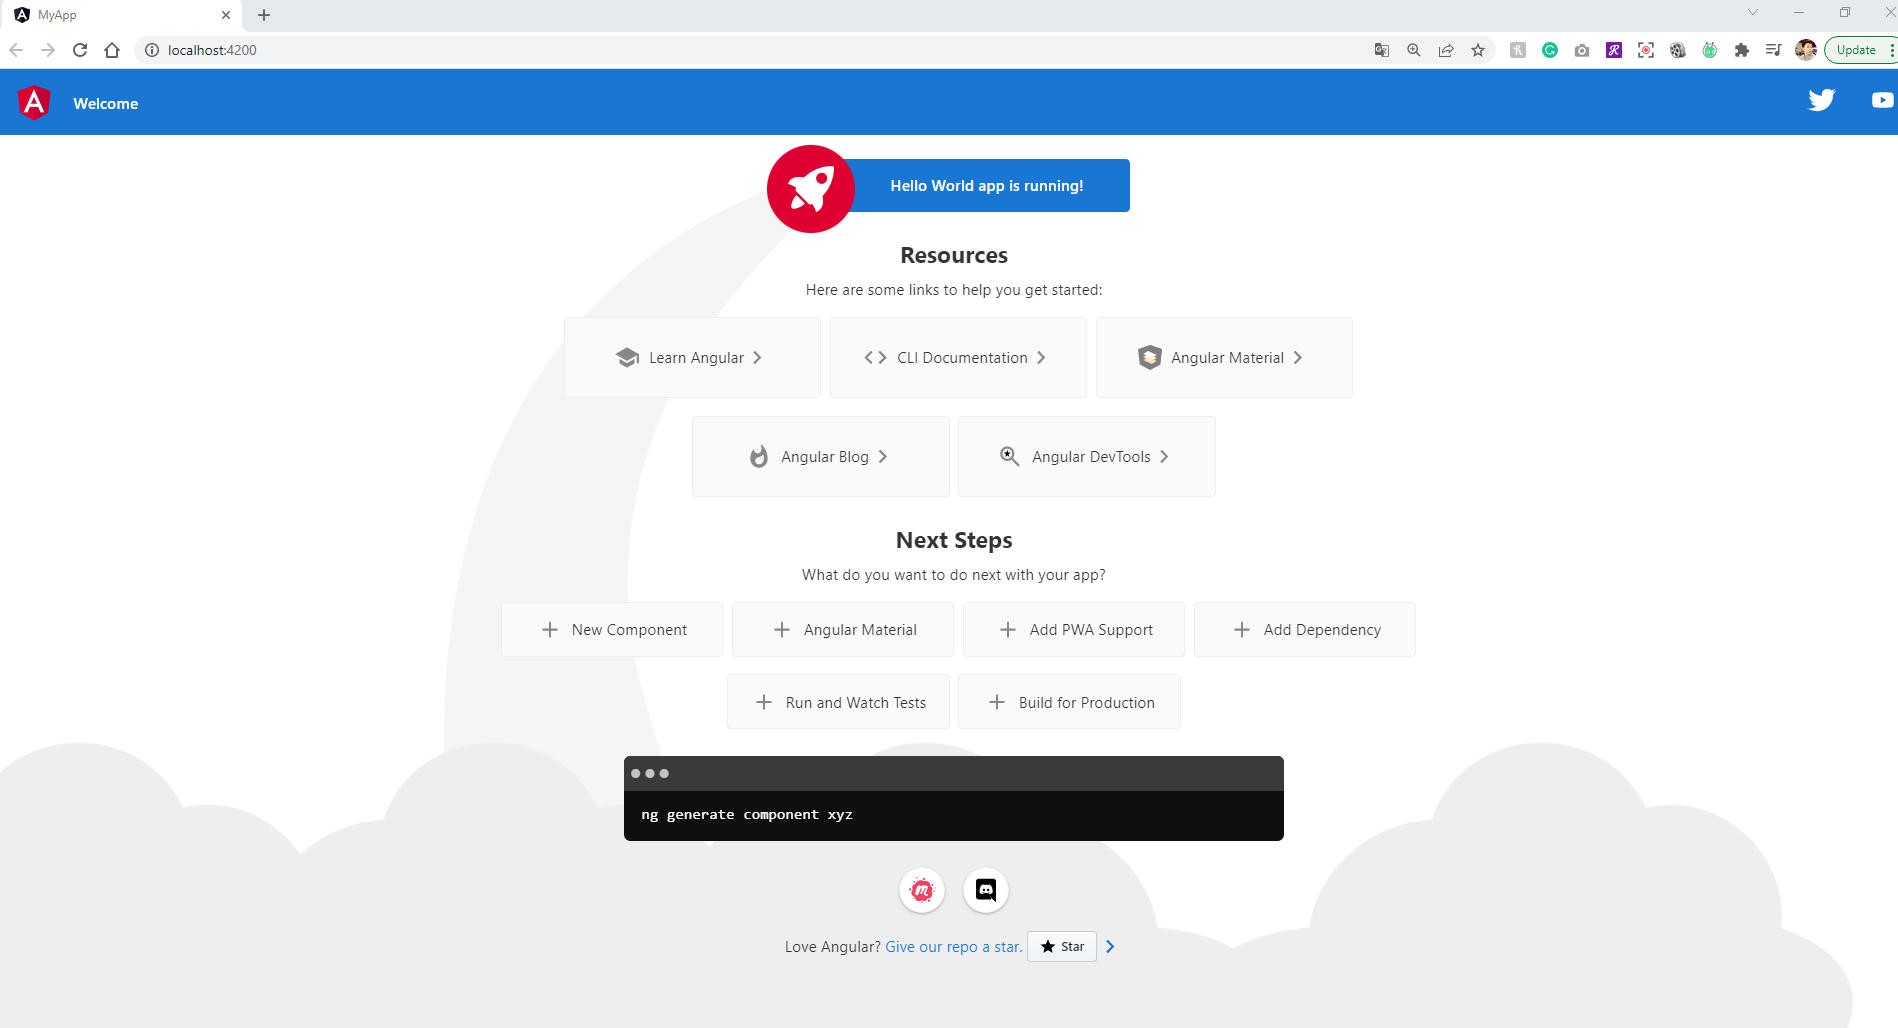 MyApp
localhost:4200
Update
Welcome
Hello World app is running!
Resources
Here are some links to help you get started:
Learn Angular
CLI Documentation
Angular Material
Angular Blog
Angular DevTools
Next Steps
What do you want to do next with your app?
New Component
Angular Material
Add PWA Support
Add Dependency
Run and Watch Tests
Build for Production
ng generate component xyz
Love Angular? Give our repo a star. Star